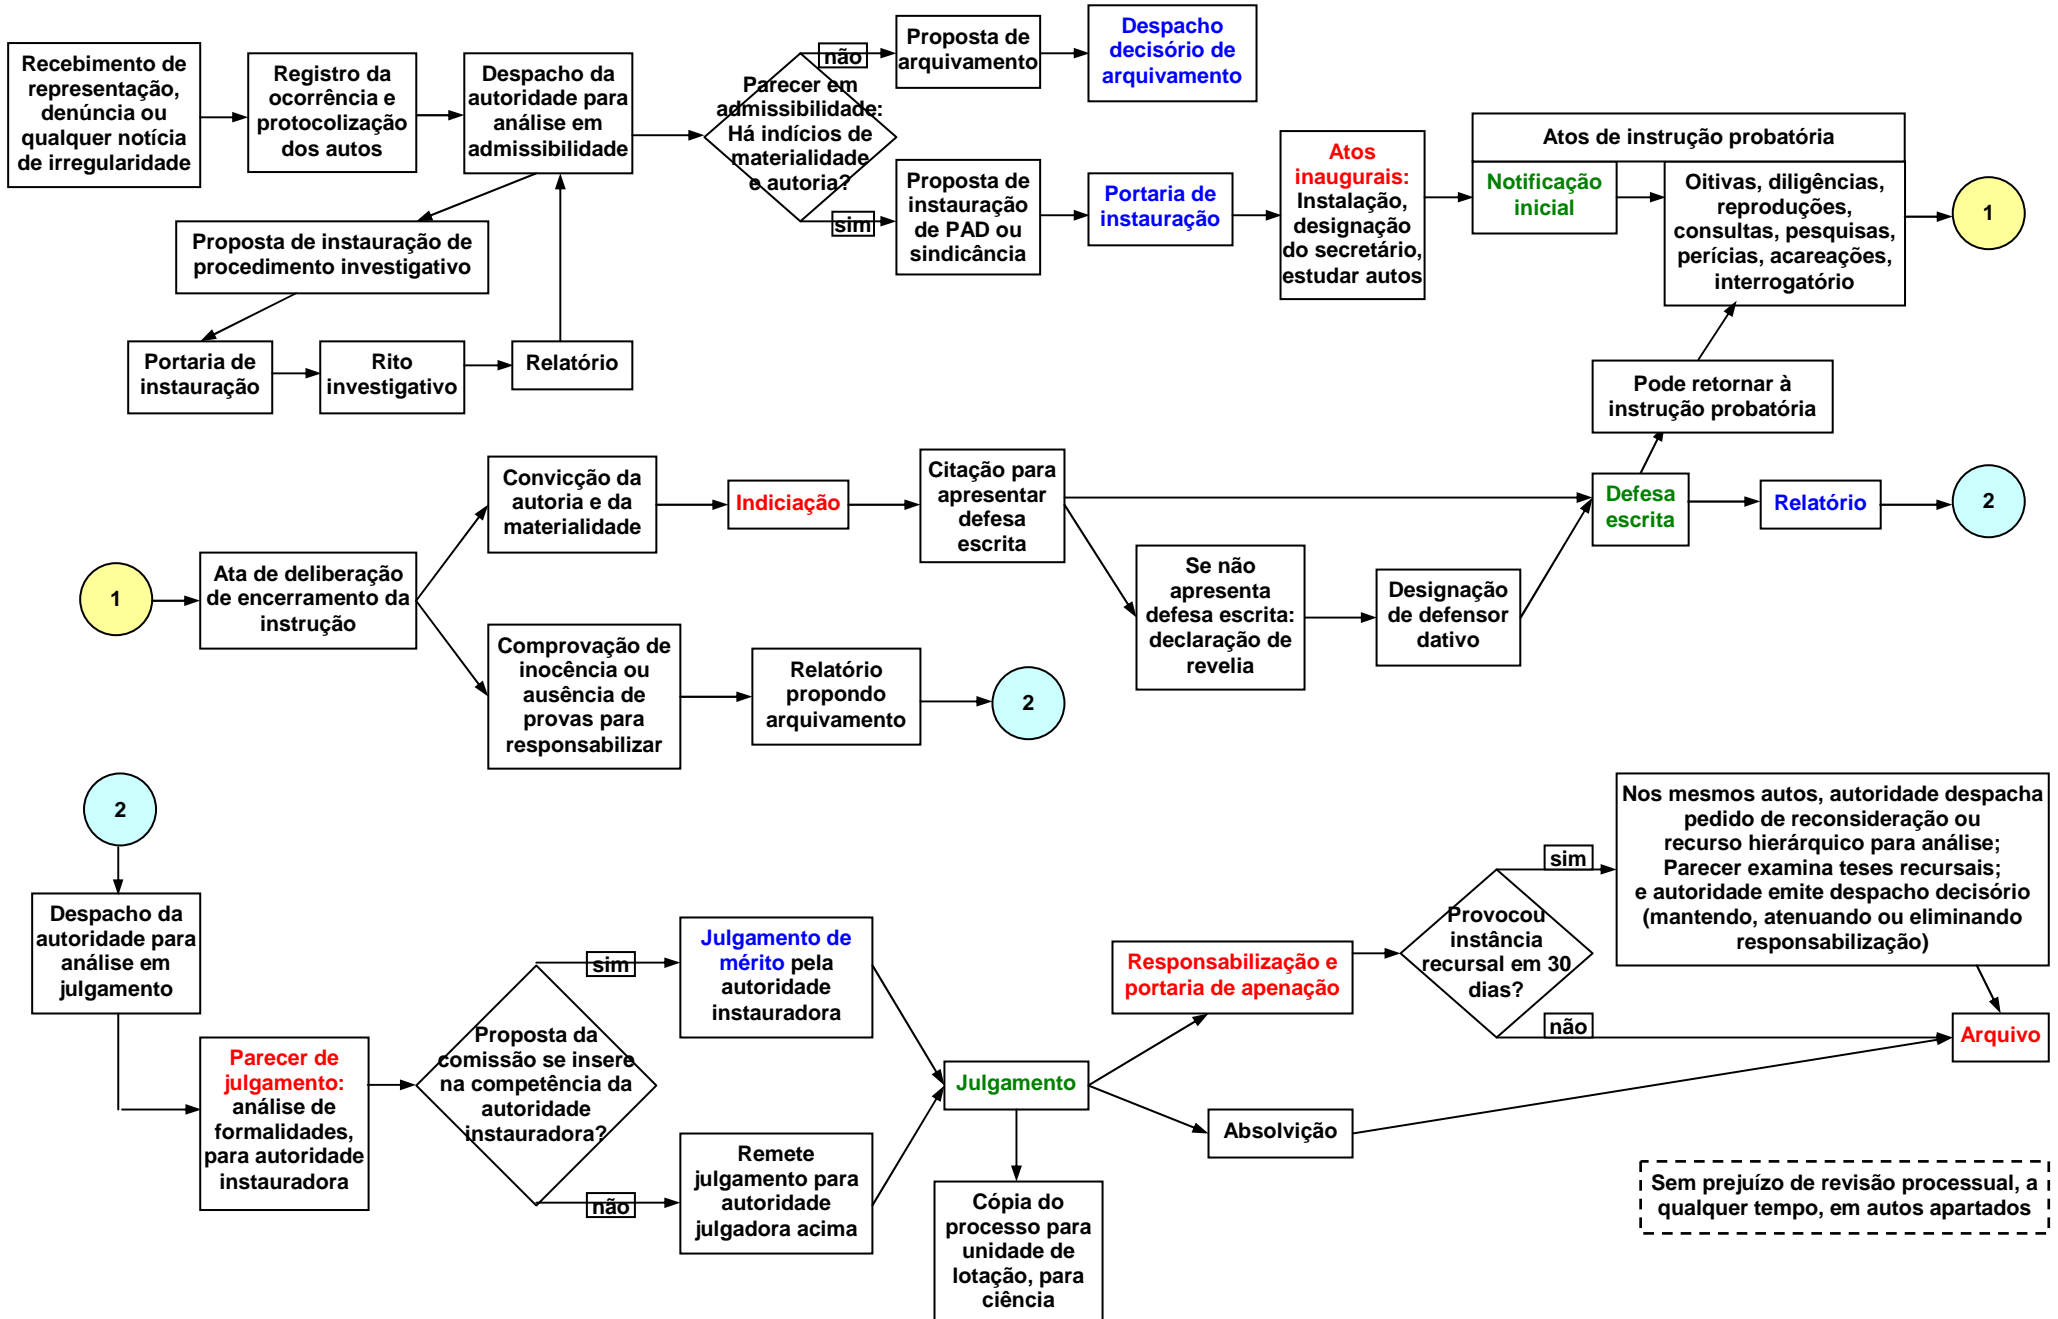 Recebimento de
representação,
denúncia ou
qualquer notícia
de irregularidade
Registro da
ocorrência e
protocolização
dos autos
Despacho da
autoridade para
análise em
admissibilidade
Parecer em
admissibilidade:
Há indícios de
materialidade
e autoria?
não
Proposta de
arquivamento
Despacho
decisório de
arquivamento
sim
Proposta de
instauração
de PAD ou
sindicância
Portaria de
instauração
Atos
inaugurais:
Instalação,
designação
do secretário,
estudar autos
Atos de instrução probatória
Notificação
inicial
Oitivas, diligências,
reproduções,
consultas, pesquisas,
perícias, acareações,
interrogatório
1
Proposta de instauração de
procedimento investigativo
Portaria de
instauração
Rito
investigativo
Relatório
Pode retornar à
instrução probatória
1
Ata de deliberação
de encerramento da
instrução
Convicção da
autoria e da
materialidade
Indiciação
Citação para
apresentar
defesa
escrita
Se não
apresenta
defesa escrita:
declaração de
revelia
Designação
de defensor
dativo
Defesa
escrita
Relatório
2
Comprovação de
inocência ou
ausência de
provas para
responsabilizar
Relatório
propondo
arquivamento
2
2
Despacho da
autoridade para
análise em
julgamento
Parecer de
julgamento:
análise de
formalidades,
para autoridade
instauradora
Proposta da
comissão se insere
na competência da
autoridade
instauradora?
sim
Julgamento de
mérito pela
autoridade
instauradora
não
Remete
julgamento para
autoridade
julgadora acima
Julgamento
Cópia do
processo para
unidade de
lotação, para
ciência
Responsabilização e
portaria de apenação
Absolvição
Provocou
instância
recursal em 30
dias?
sim
Nos mesmos autos, autoridade despacha
pedido de reconsideração ou
recurso hierárquico para análise;
Parecer examina teses recursais;
e autoridade emite despacho decisório
(mantendo, atenuando ou eliminando
responsabilização)
não
Arquivo
Sem prejuízo de revisão processual, a
qualquer tempo, em autos apartados